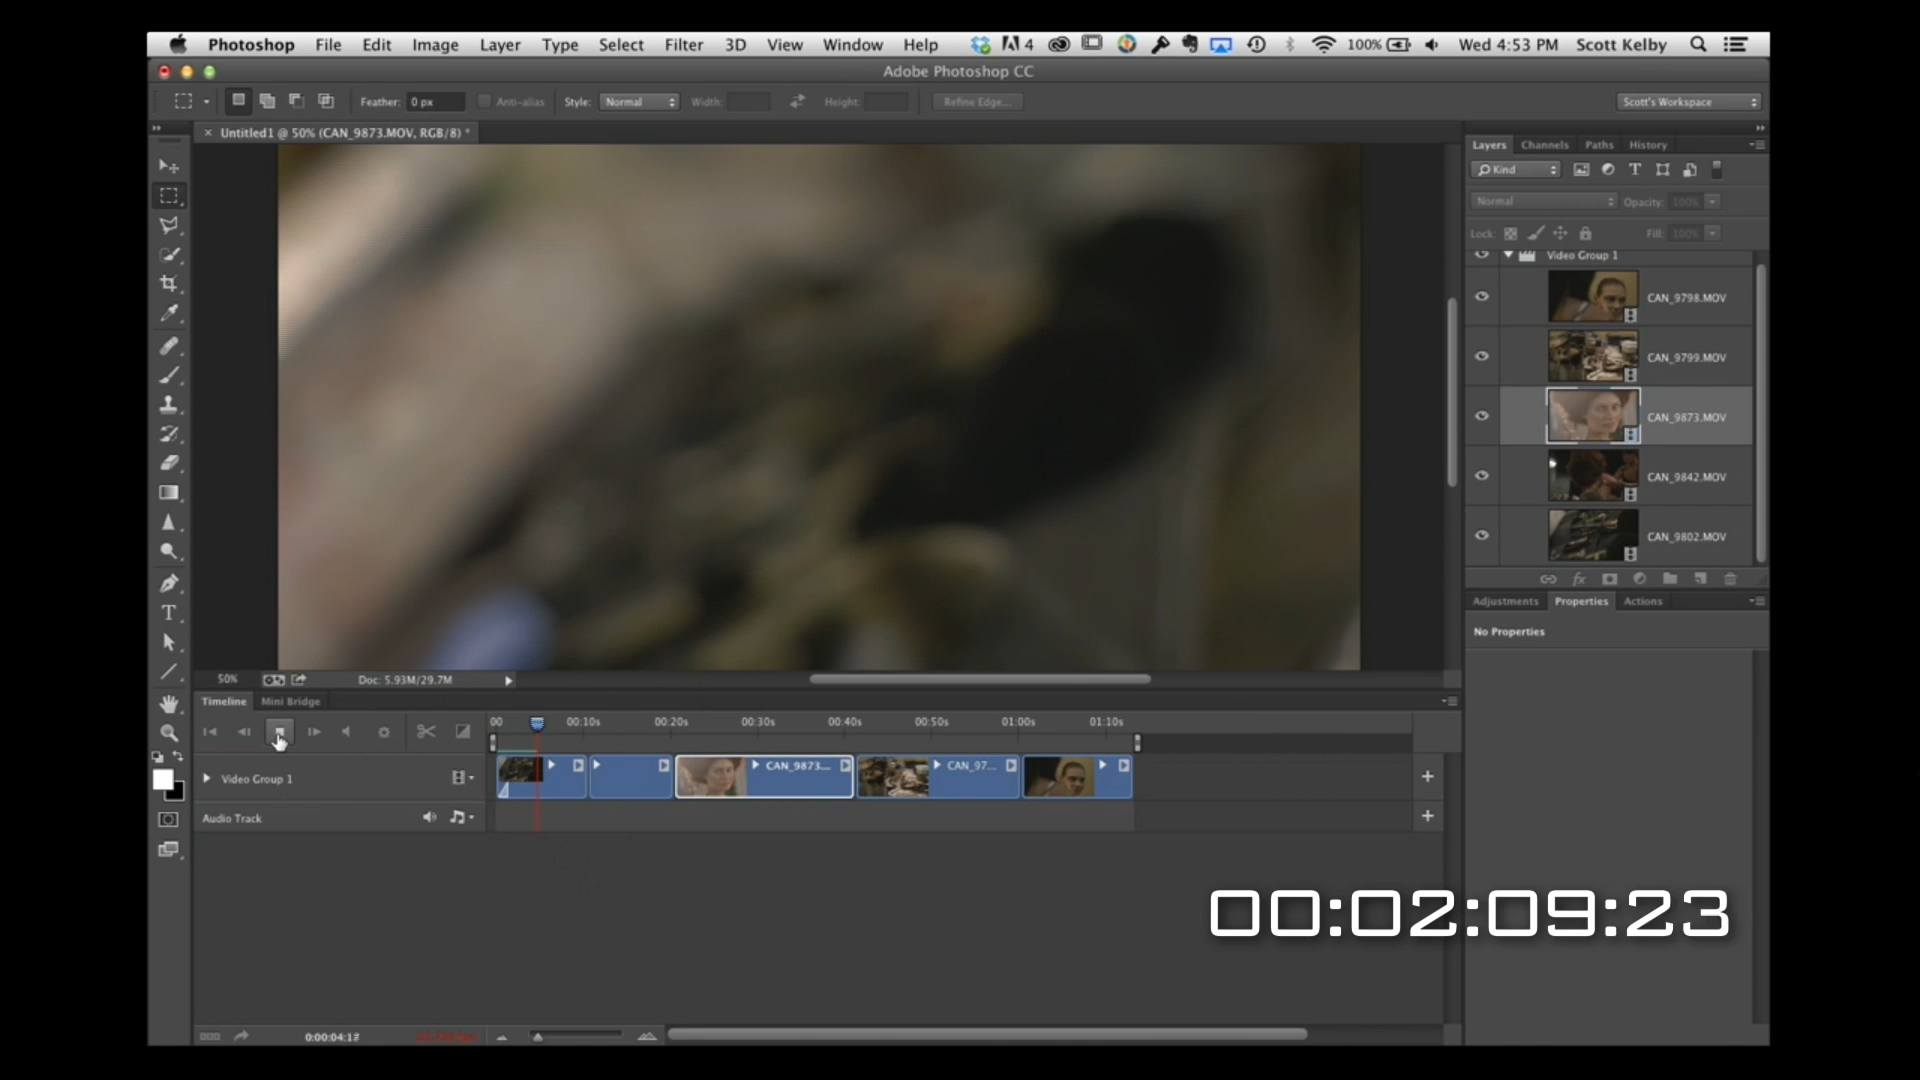 Photoshop File Edit Image Layer Type Select Filter 3D View Window Help 4 100% Wed 4:53 PM Scott Kelby
Adobe Photoshop CC
Feather: 0 px Anti-alias Style: Normal Width: Height: Refine Edge... Scott's Workspace
× Untitled1 @ 50% (CAN_9873.MOV, RGB/8) *
Layers Channels Paths History
Kind
Normal Opacity: 100%
Lock: Fill: 100%
Video Group 1
CAN_9798.MOV
CAN_9799.MOV
CAN_9873.MOV
CAN_9842.MOV
CAN_9802.MOV
fx
Adjustments Properties Actions
No Properties
50% Doc: 5.93M/29.7M
Timeline Mini Bridge
00 00:10s 00:20s 00:30s 00:40s 00:50s 01:00s 01:10s
Video Group 1
CAN_9873... CAN_97...
Audio Track
00:02:09:23